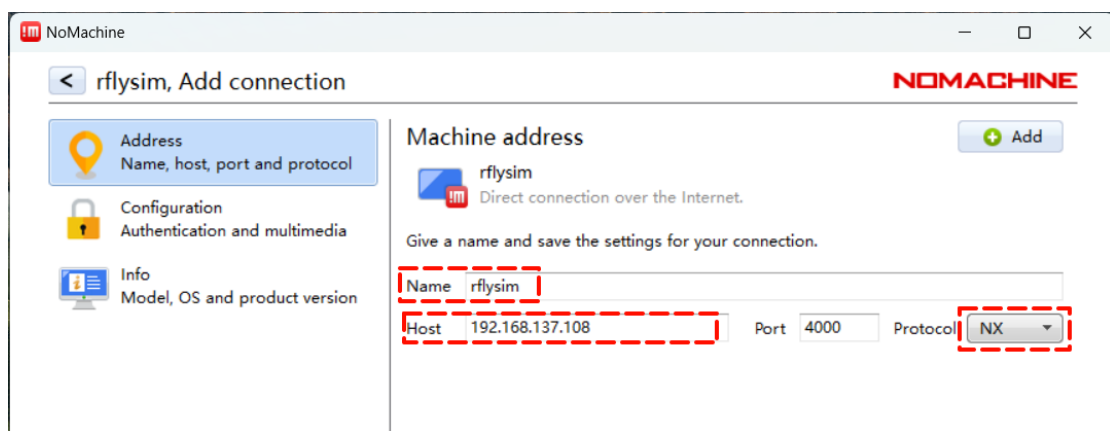 NoMachine
rflysim, Add connection
NOMACHINE
Address
Name, host, port and protocol
Configuration
Authentication and multimedia
Info
Model, OS and product version
Machine address
Add
rflysim
Direct connection over the Internet.
Give a name and save the settings for your connection.
Name rflysim
Host 192.168.137.108 Port 4000 Protocol NX